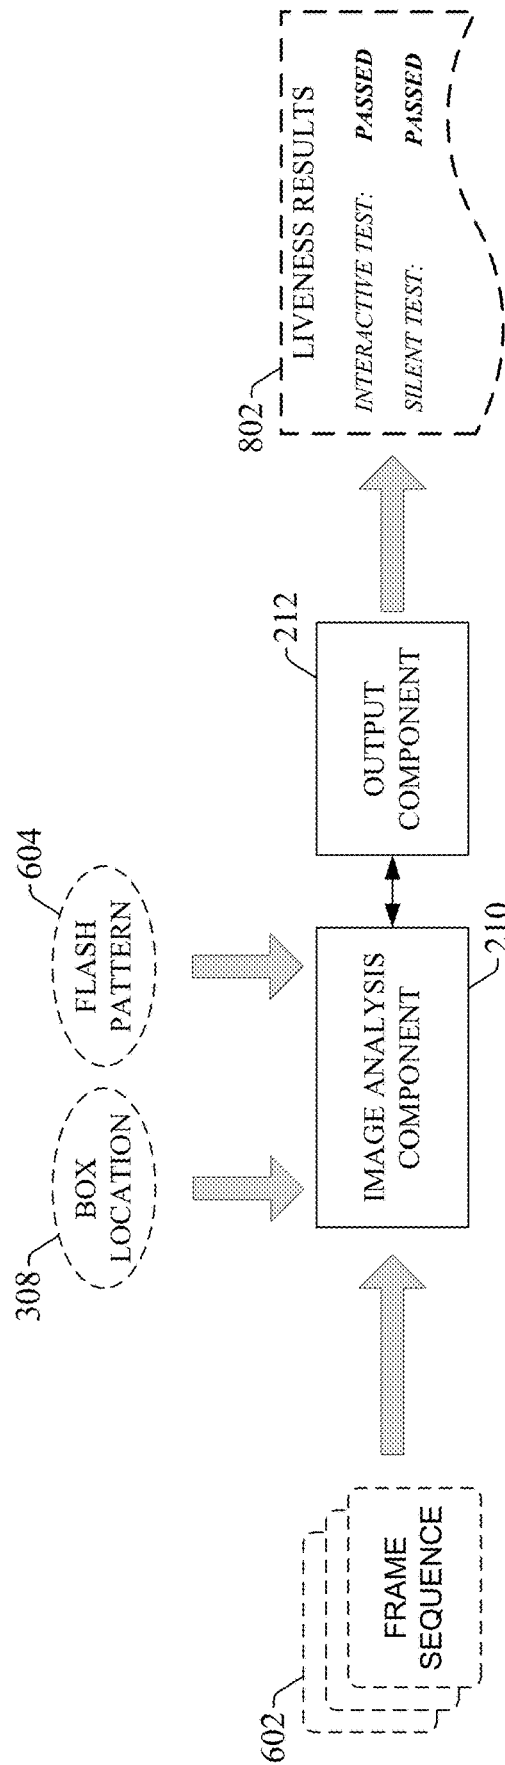 308
BOX
LOCATION
604
FLASH
PATTERN
602
FRAME
SEQUENCE
IMAGE ANALYSIS
COMPONENT
210
OUTPUT
COMPONENT
212
802
LIVENESS RESULTS
INTERACTIVE TEST: PASSED
SILENT TEST: PASSED